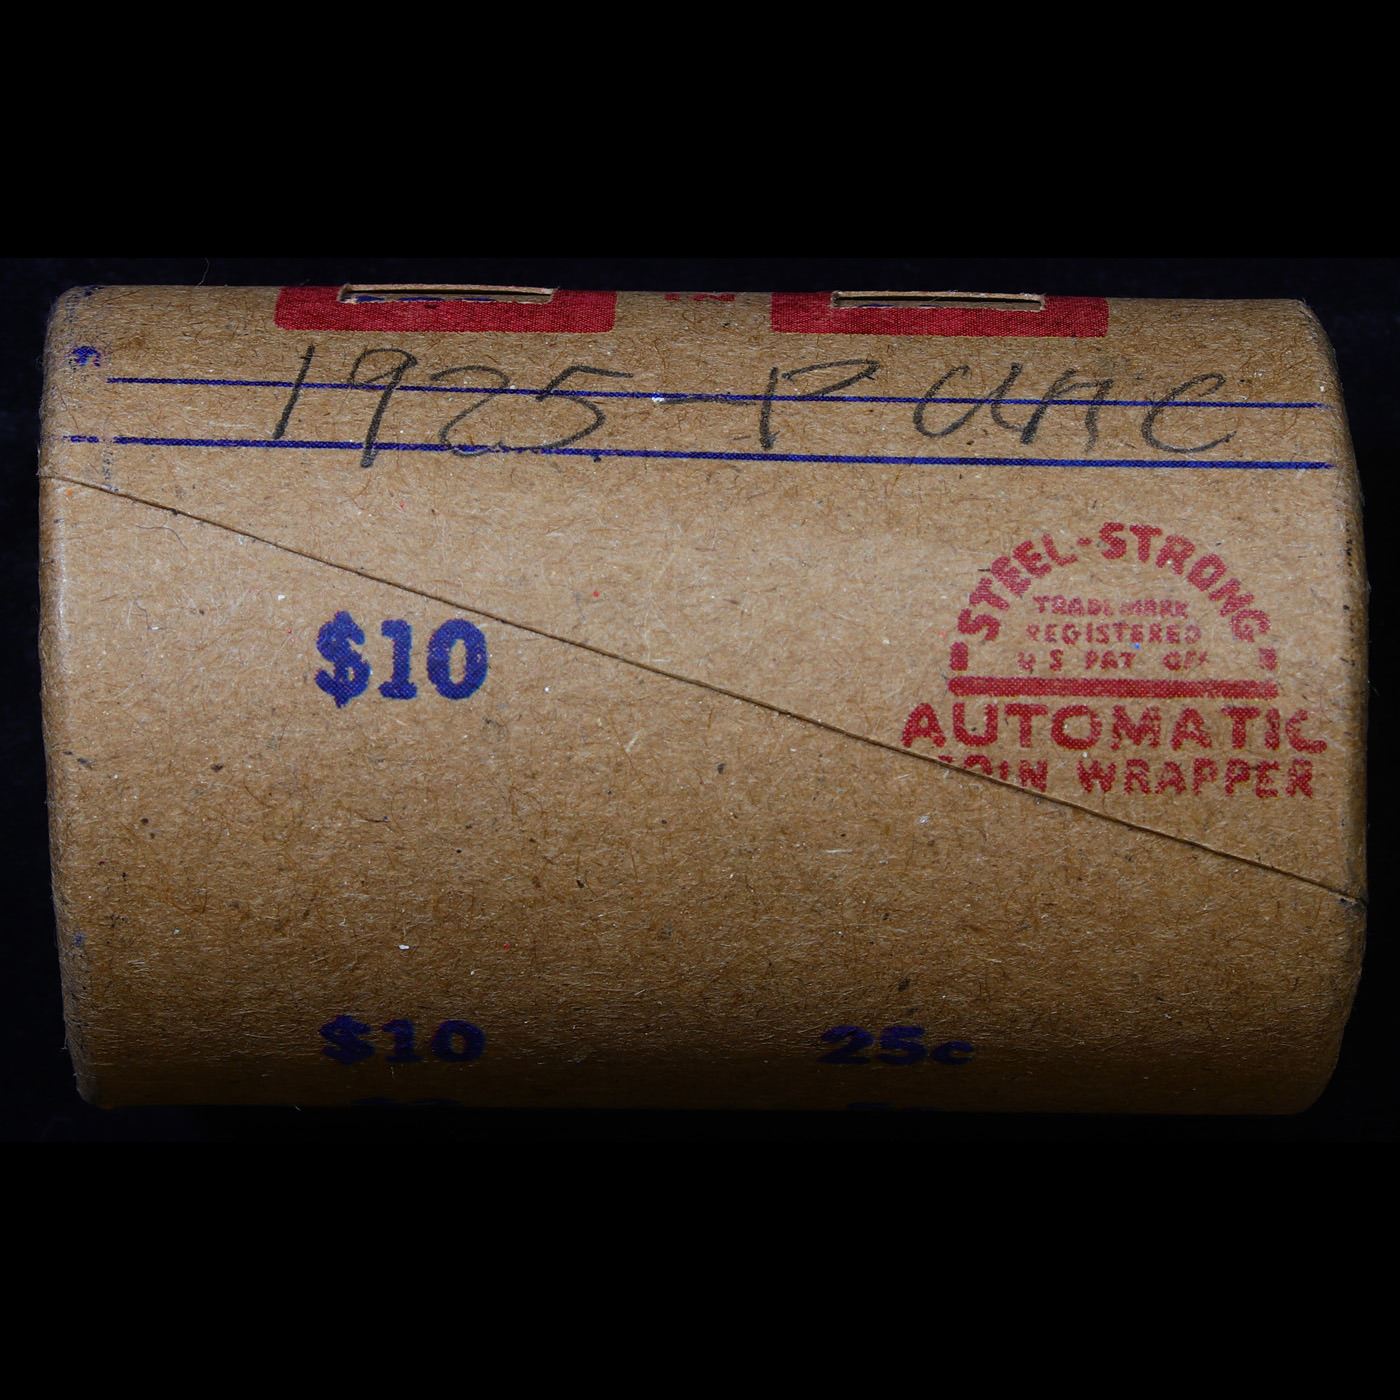 1925-P unc
STEEL-STRONG
TRADEMARK
REGISTERED
U S PAT OFF
AUTOMATIC
COIN WRAPPER
$10
$10 25c